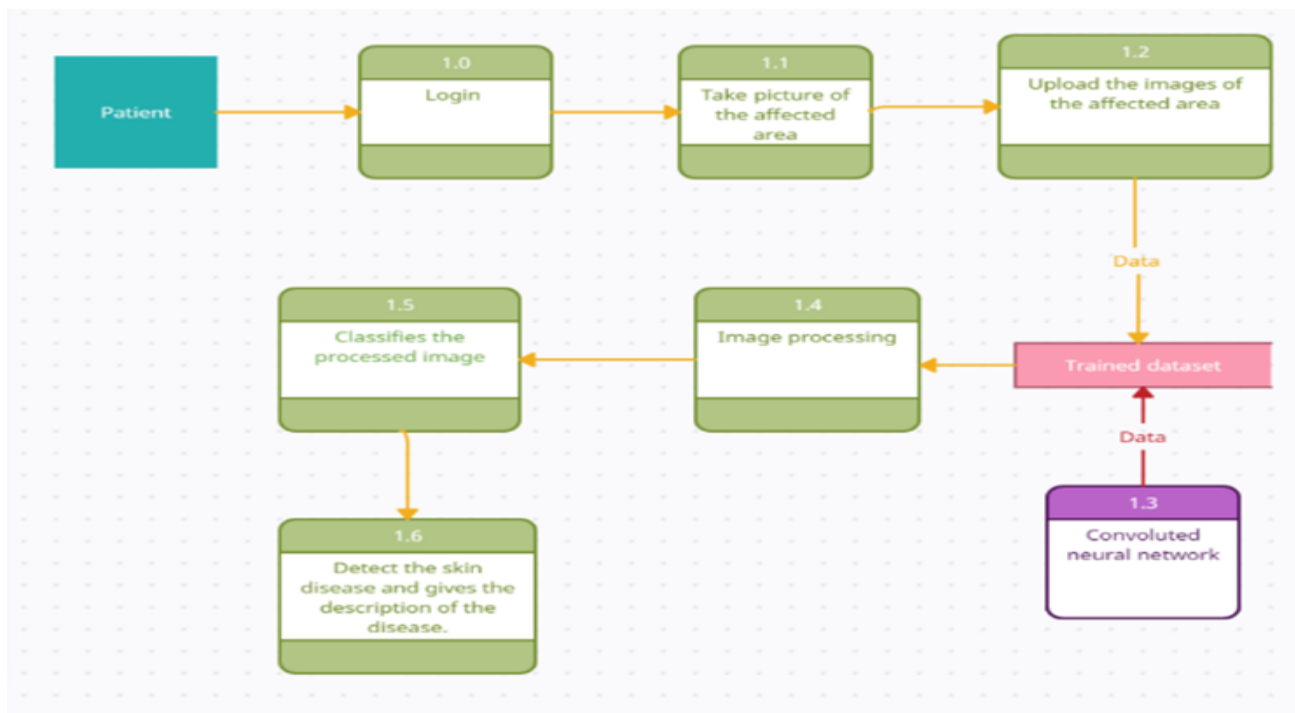 Patient
1.0
Login
1.1
Take picture of
the affected
area
1.2
Upload the images of
the affected area
Data
Trained dataset
Data
1.3
Convoluted
neural network
1.4
Image processing
1.5
Classifies the
processed image
1.6
Detect the skin
disease and gives the
description of the
disease.